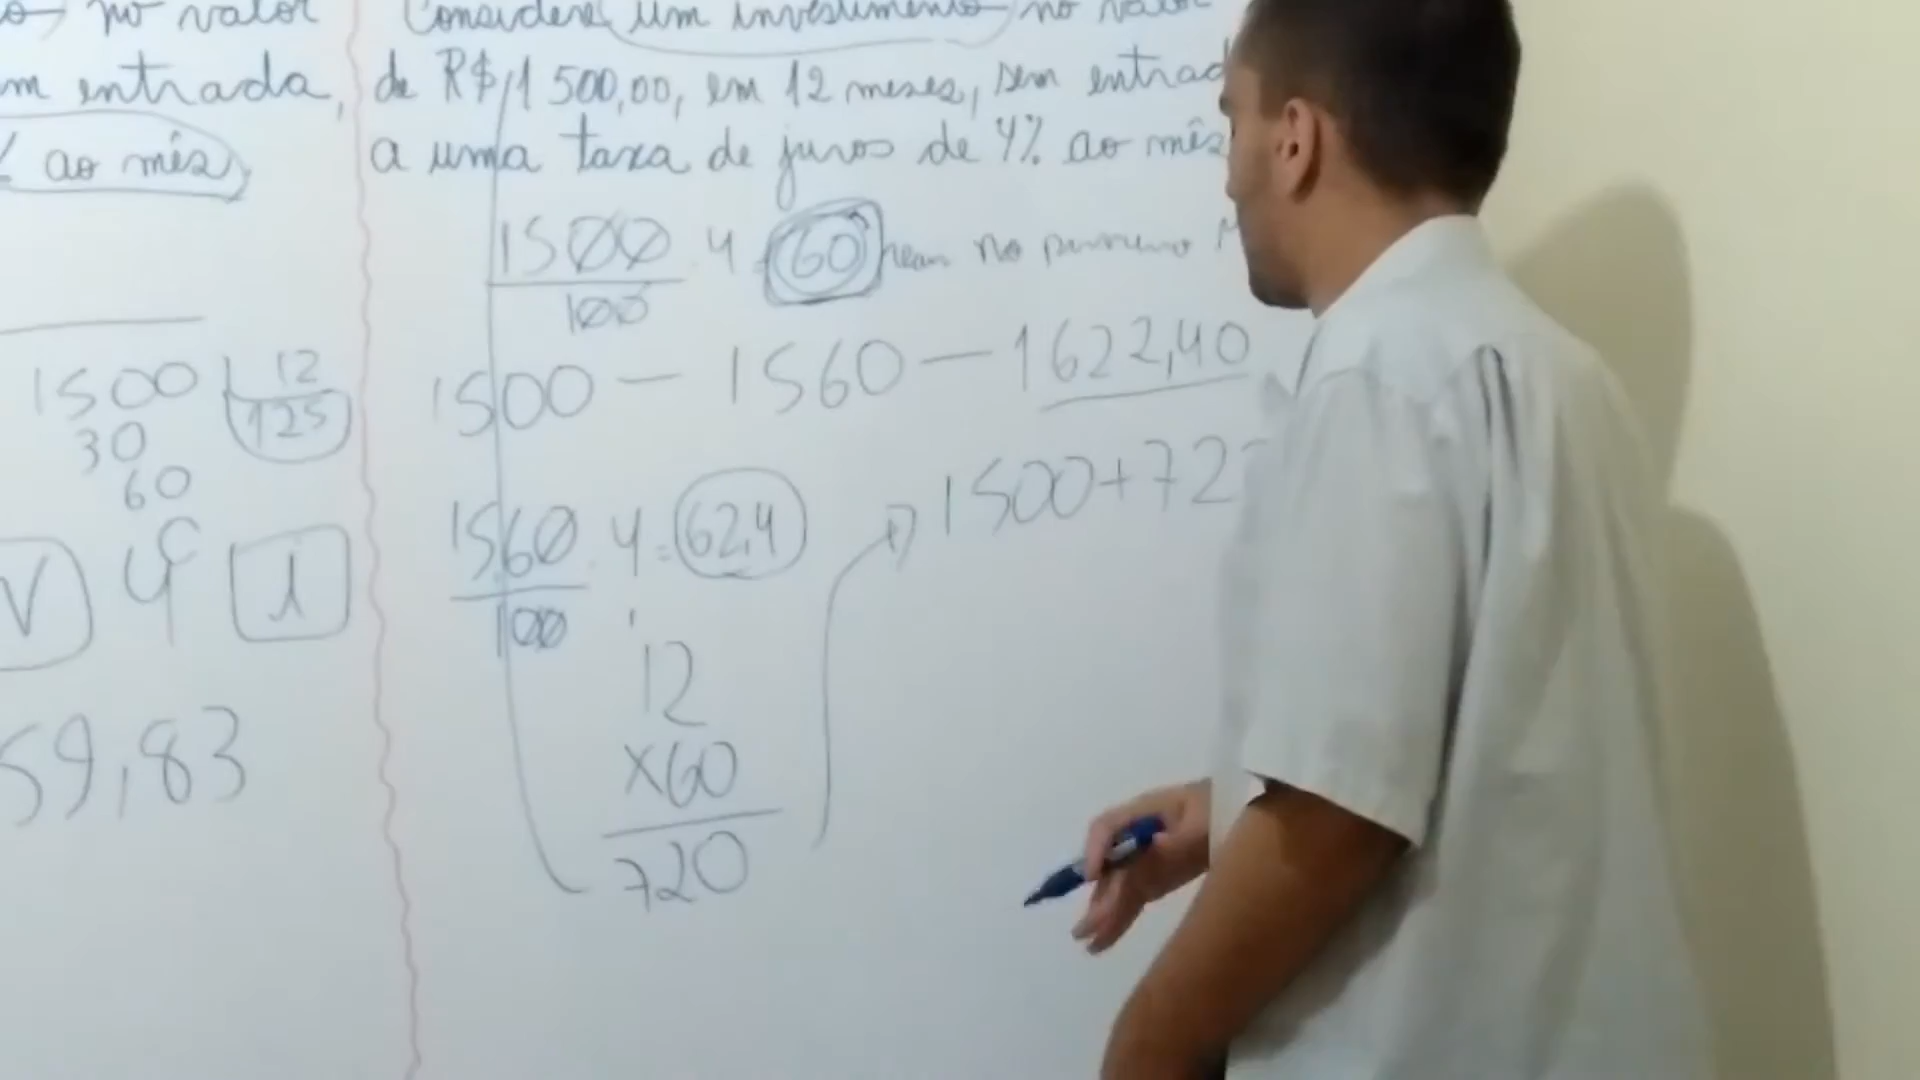 no valor
entrada,
ao mês
1500 12
125
30
60
V i
59,83
Considere um investimento no valor
de R$ 1 500,00, em 12 meses, sem entrad
a uma taxa de juros de 4% ao mês
1500 . 4 60 no
100
1500 — 1560 — 1622,40
1500+72
1560 . 4 = 62,4
100
12
x60
720